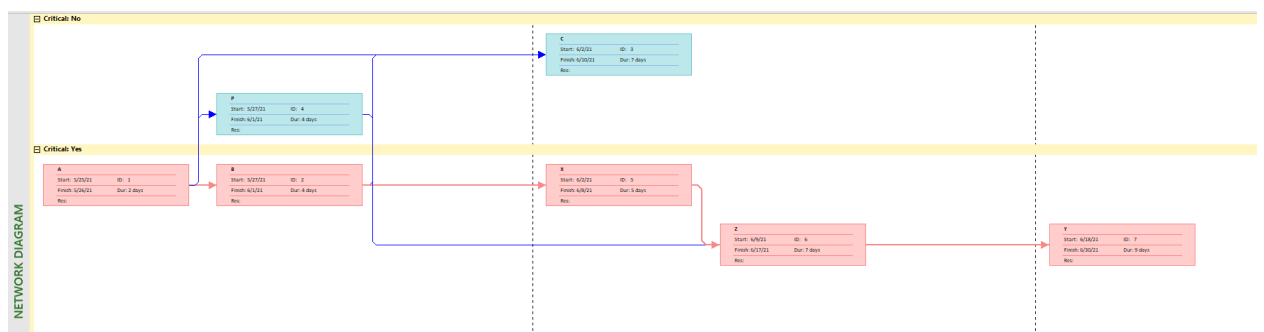 Critical: No
C
Start: 6/2/21 ID: 3
Finish: 6/10/21 Dur: 7 days
Res:
P
Start: 5/27/21 ID: 4
Finish: 6/1/21 Dur: 4 days
Res:
Critical: Yes
A
Start: 5/25/21 ID: 1
Finish: 5/26/21 Dur: 2 days
Res:
B
Start: 5/27/21 ID: 2
Finish: 6/1/21 Dur: 4 days
Res:
X
Start: 6/2/21 ID: 5
Finish: 6/8/21 Dur: 5 days
Res:
Z
Start: 6/9/21 ID: 6
Finish: 6/17/21 Dur: 7 days
Res:
Y
Start: 6/18/21 ID: 7
Finish: 6/30/21 Dur: 9 days
Res:
NETWORK DIAGRAM